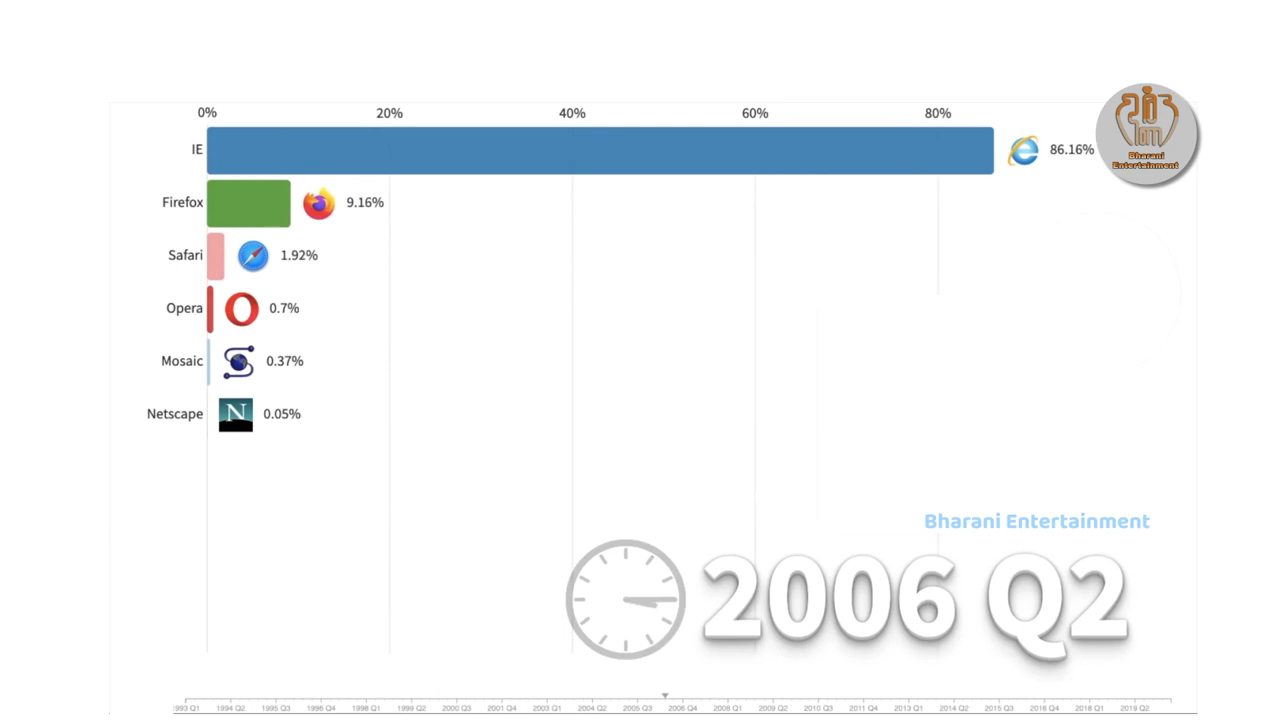 0% 20% 40% 60% 80%
IE 86.16%
Bharani
Entertainment
Firefox 9.16%
Safari 1.92%
Opera 0.7%
Mosaic 0.37%
N
Netscape 0.05%
Bharani Entertainment
2006 Q2
1993 Q1 1994 Q2 1995 Q3 1996 Q4 1998 Q1 1999 Q2 2000 Q3 2001 Q4 2003 Q1 2004 Q2 2005 Q3 2006 Q4 2008 Q1 2009 Q2 2010 Q3 2011 Q4 2013 Q1 2014 Q2 2015 Q3 2016 Q4 2018 Q1 2019 Q2